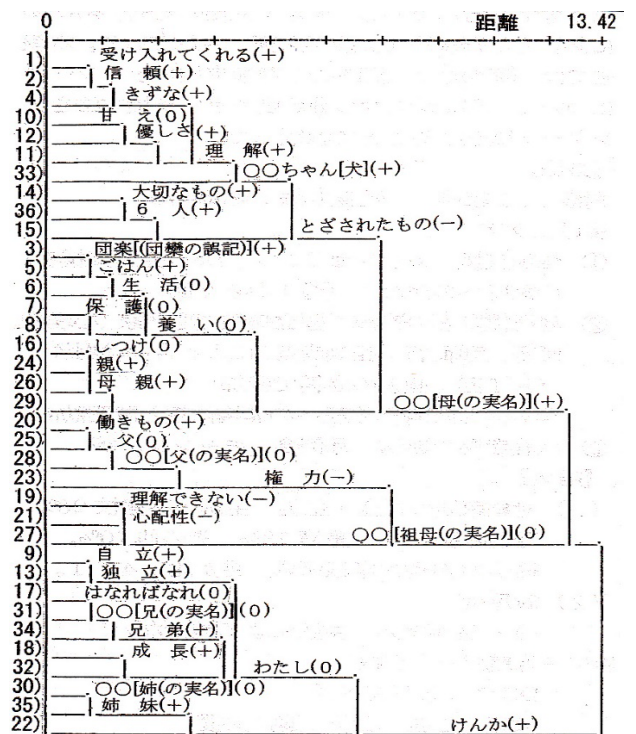 0 距離 13.42
1) 受け入れてくれる(+)
2) 信 頼(+)
4) きずな(+)
10) 甘 え(0)
12) 優しさ(+)
11) 理 解(+)
33) 〇〇ちゃん[犬](+)
14) 大切なもの(+)
36) 6 人(+)
15) とざされたもの(-)
3) 団楽[(団欒の誤記)](+)
5) ごはん(+)
6) 生 活(0)
7) 保 護(0)
8) 養 い(0)
16) しつけ(0)
24) 親(+)
26) 母 親(+)
29) 〇〇[母(の実名)](+)
20) 働きもの(+)
25) 父(0)
28) 〇〇[父(の実名)](0)
23) 権 力(-)
19) 理解できない(-)
21) 心配性(-)
27) 〇〇[祖母(の実名)](0)
9) 自 立(+)
13) 独 立(+)
17) はなればなれ(0)
31) 〇〇[兄(の実名)](0)
34) 兄 弟(+)
18) 成 長(+)
32) わたし(0)
30) 〇〇[姉(の実名)](0)
35) 姉 妹(+)
22) けんか(+)